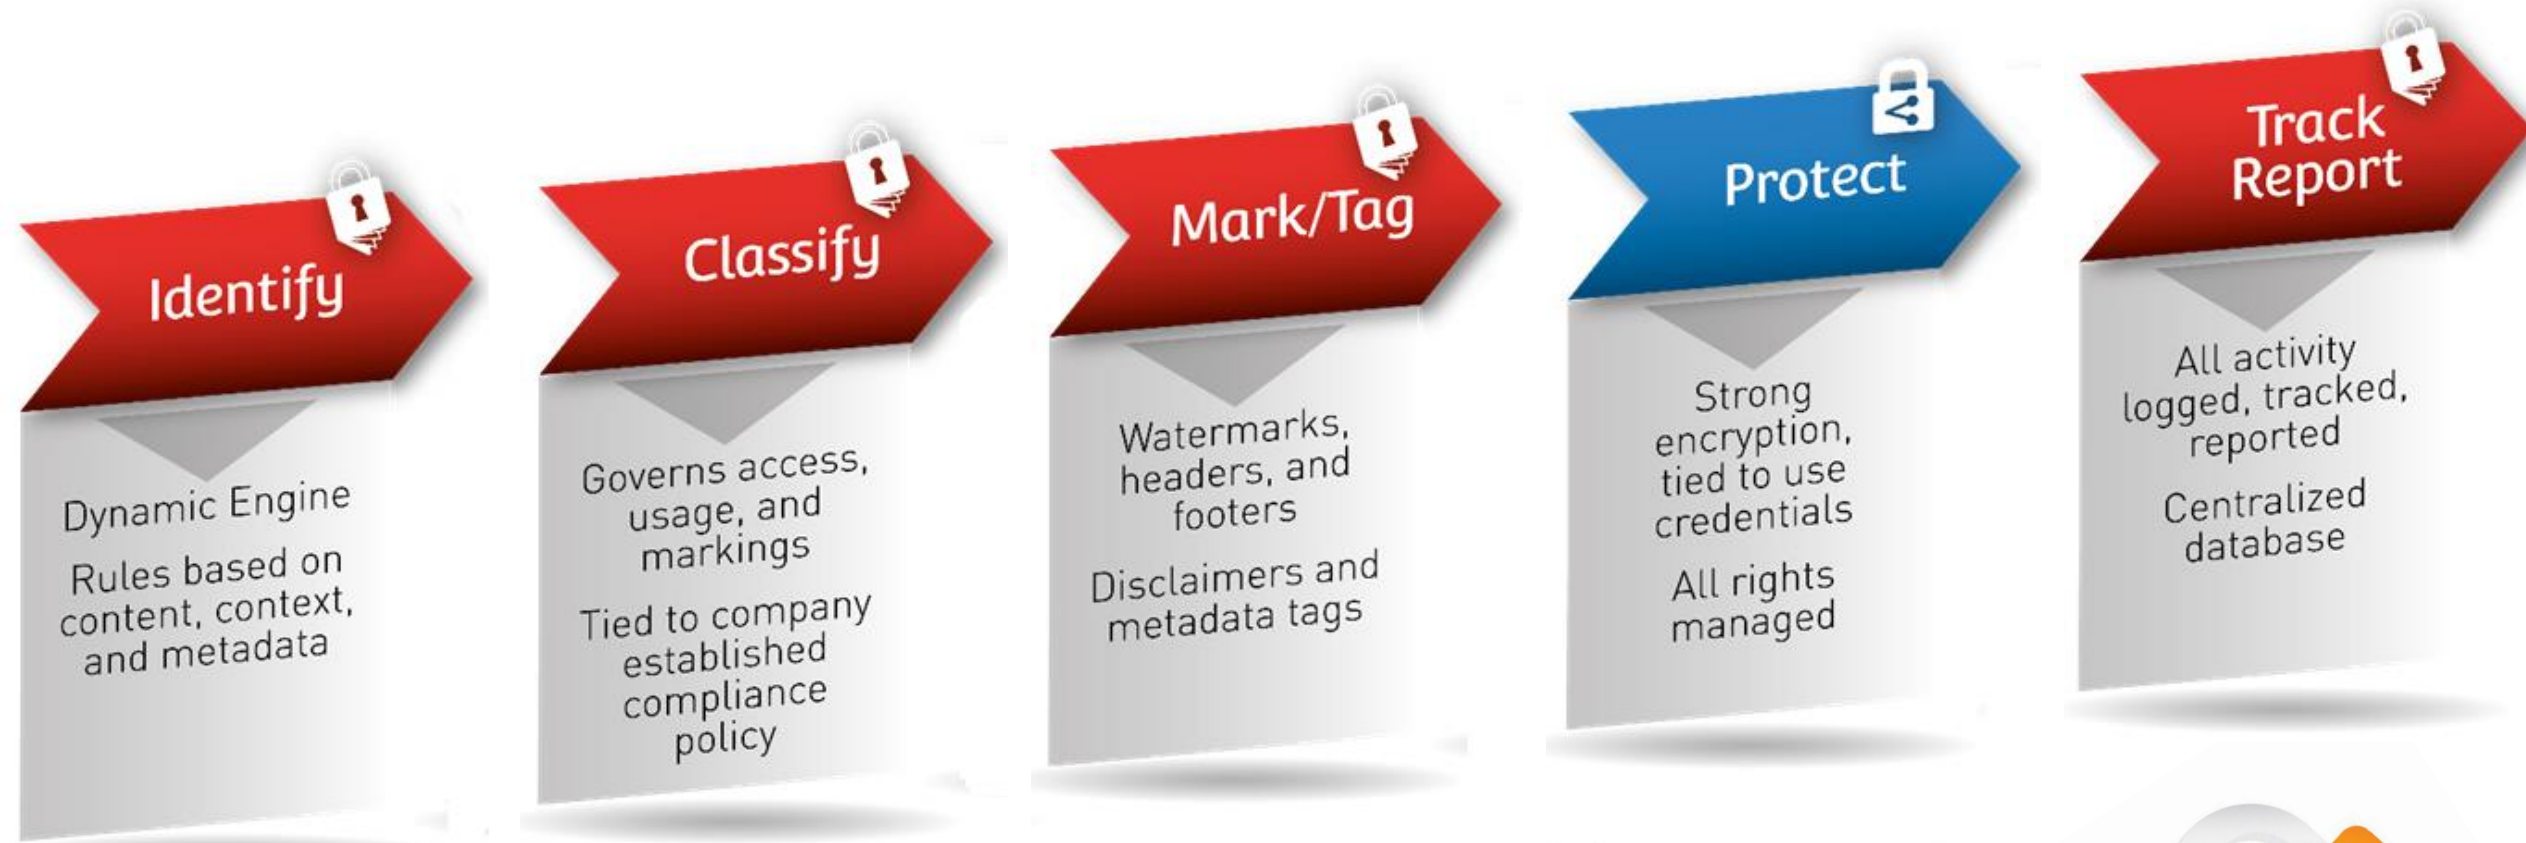 Identify
Dynamic Engine
Rules based on
content, context,
and metadata
Classify
Governs access,
usage, and
markings
Tied to company
established
compliance
policy
Mark/Tag
Watermarks,
headers, and
footers
Disclaimers and
metadata tags
Protect
Strong
encryption,
tied to use
credentials
All rights
managed
Track
Report
All activity
logged, tracked,
reported
Centralized
database